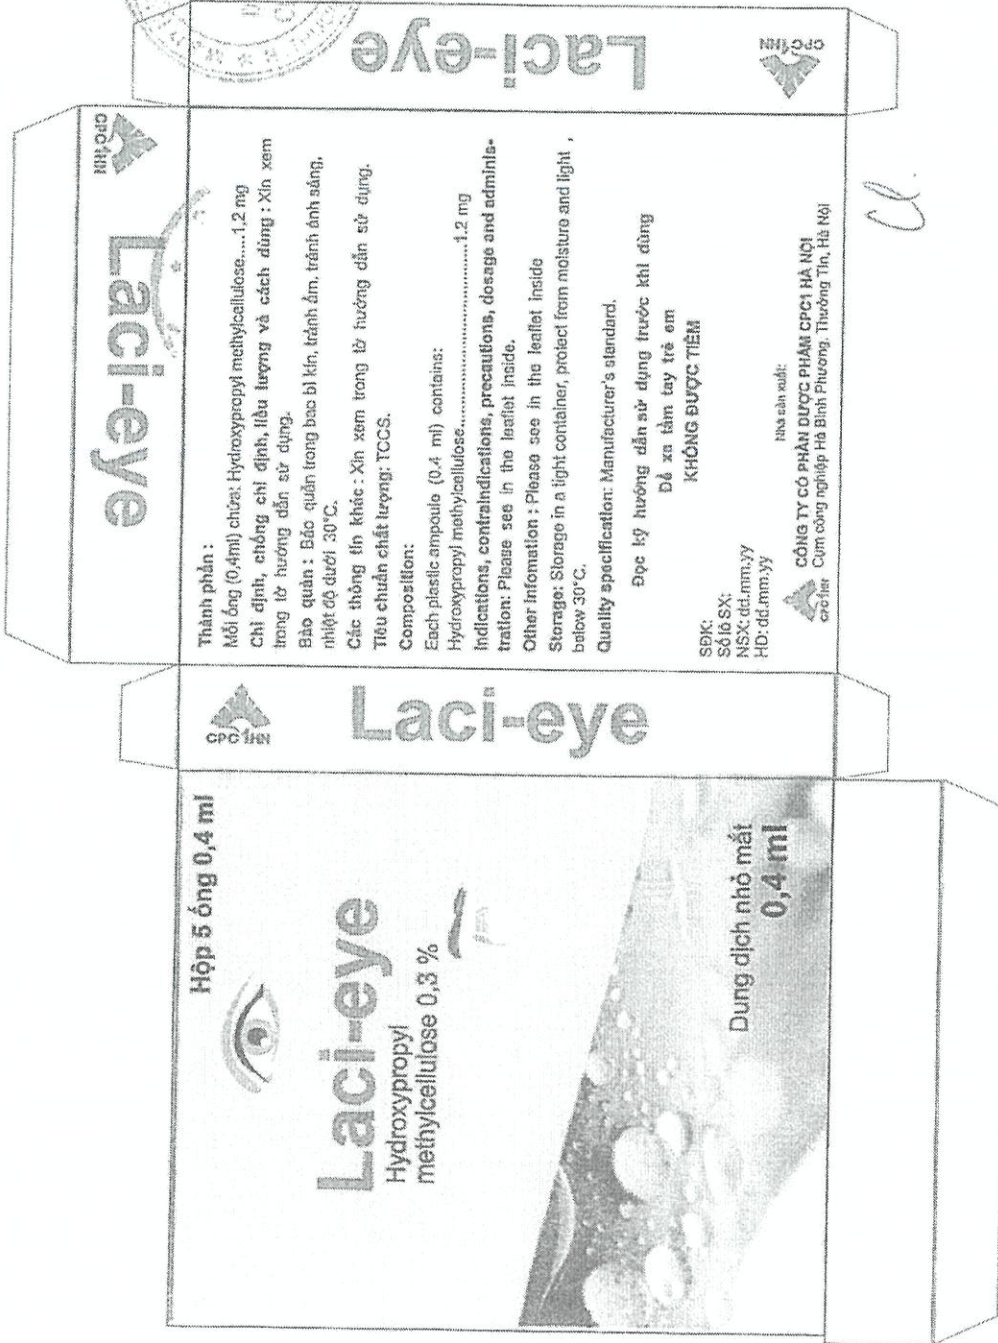 Laci-eye
CPC1HN
Laci-eye
CPC1HN
Thành phần :
Mỗi ống (0,4ml) chứa: Hydroxypropyl methylcellulose.....1,2 mg
Chỉ định, chống chỉ định, liều lượng và cách dùng : Xin xem
trong tờ hướng dẫn sử dụng.
Bảo quản : Bảo quản trong bao bì kín, tránh ẩm, tránh ánh sáng,
nhiệt độ dưới 30°C.
Các thông tin khác : Xin xem trong tờ hướng dẫn sử dụng.
Tiêu chuẩn chất lượng: TCCS.
Composition:
Each plastic ampoule (0.4 ml) contains:
Hydroxypropyl methylcellulose........................................1.2 mg
Indications, contraindications, precautions, dosage and adminis-
tration: Please see in the leaflet inside.
Other infomation : Please see in the leaflet inside
Storage: Storage in a tight container, protect from moisture and light ,
below 30°C.
Quality specification: Manufacturer's standard.
Đọc kỹ hướng dẫn sử dụng trước khi dùng
Để xa tầm tay trẻ em
KHÔNG ĐƯỢC TIÊM
SĐK:
Số lô SX:
NSX: dd.mm.yy
HD: dd.mm.yy
Nhà sản xuất:
CPC1HN
CÔNG TY CỔ PHẦN DƯỢC PHẨM CPC1 HÀ NỘI
Cụm công nghiệp Hà Bình Phương, Thường Tín, Hà Nội
CPC1HN
Laci-eye
Hộp 5 ống 0,4 ml
Laci-eye
Hydroxypropyl
methylcellulose 0,3 %
Dung dịch nhỏ mắt
0,4 ml